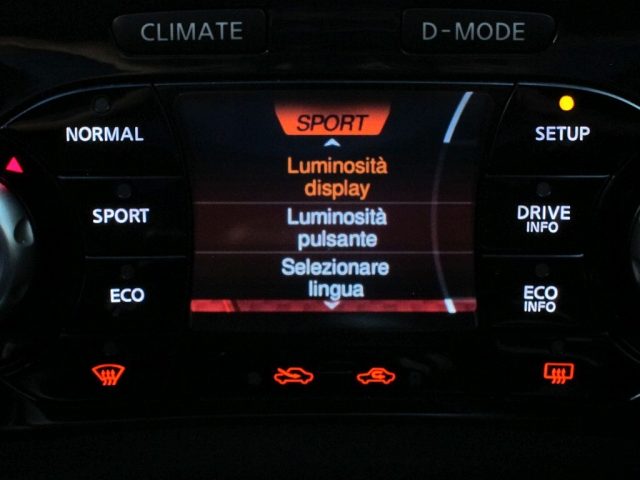 CLIMATE
D-MODE
NORMAL
SPORT
ECO
SPORT
Luminosità
display
Luminosità
pulsante
Selezionare
lingua
SETUP
DRIVE
INFO
ECO
INFO